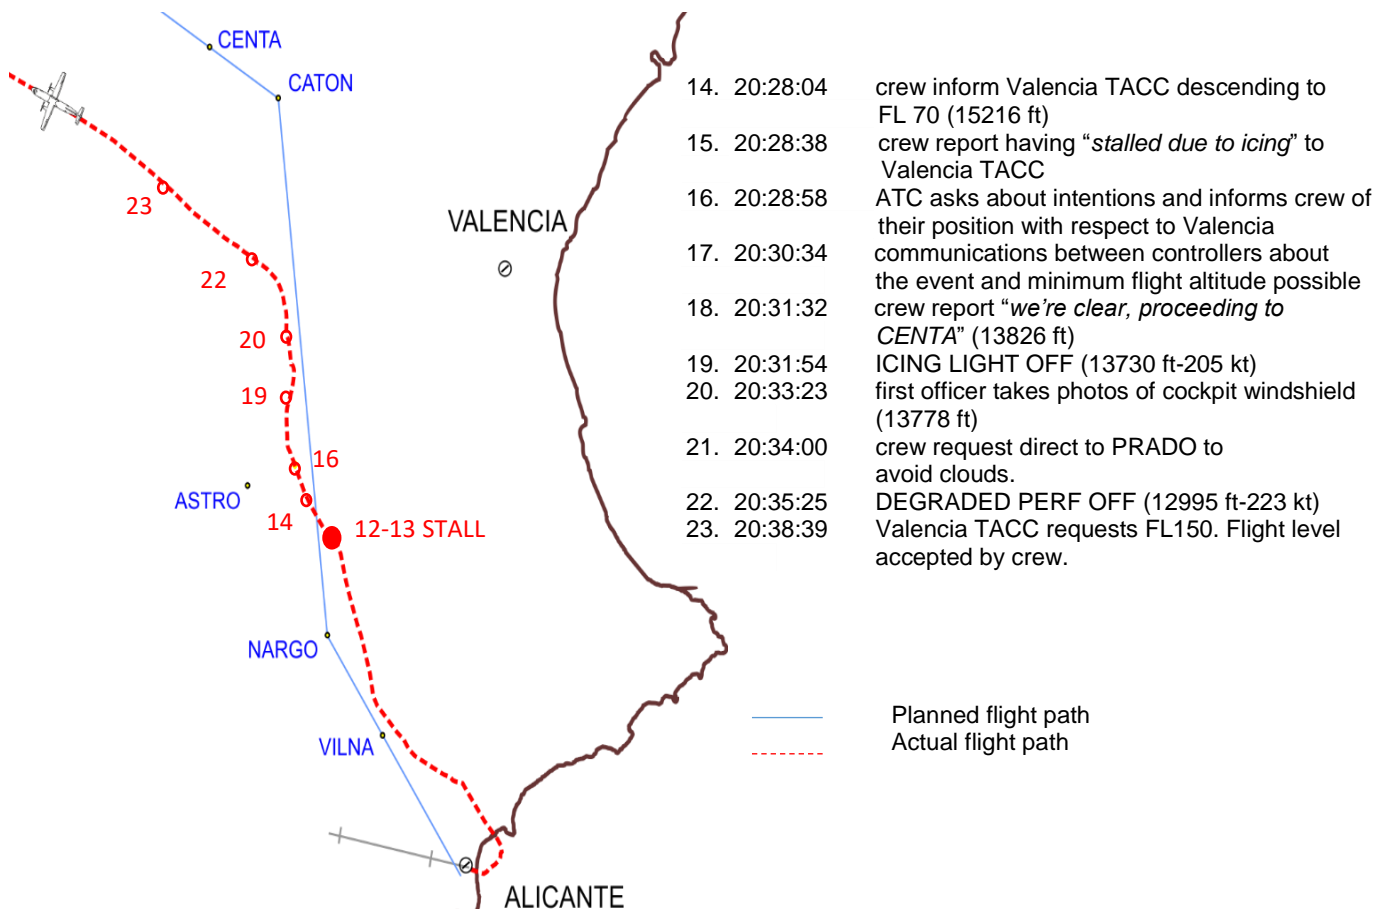 CENTA
CATON
23
22
20
19
16
14
12-13 STALL
ASTRO
NARGO
VILNA
VALENCIA
ALICANTE
14. 20:28:04 crew inform Valencia TACC descending to
FL 70 (15216 ft)
15. 20:28:38 crew report having “stalled due to icing” to
Valencia TACC
16. 20:28:58 ATC asks about intentions and informs crew of
their position with respect to Valencia
17. 20:30:34 communications between controllers about
the event and minimum flight altitude possible
18. 20:31:32 crew report “we’re clear, proceeding to
CENTA” (13826 ft)
19. 20:31:54 ICING LIGHT OFF (13730 ft-205 kt)
20. 20:33:23 first officer takes photos of cockpit windshield
(13778 ft)
21. 20:34:00 crew request direct to PRADO to
avoid clouds.
22. 20:35:25 DEGRADED PERF OFF (12995 ft-223 kt)
23. 20:38:39 Valencia TACC requests FL150. Flight level
accepted by crew.
Planned flight path
Actual flight path